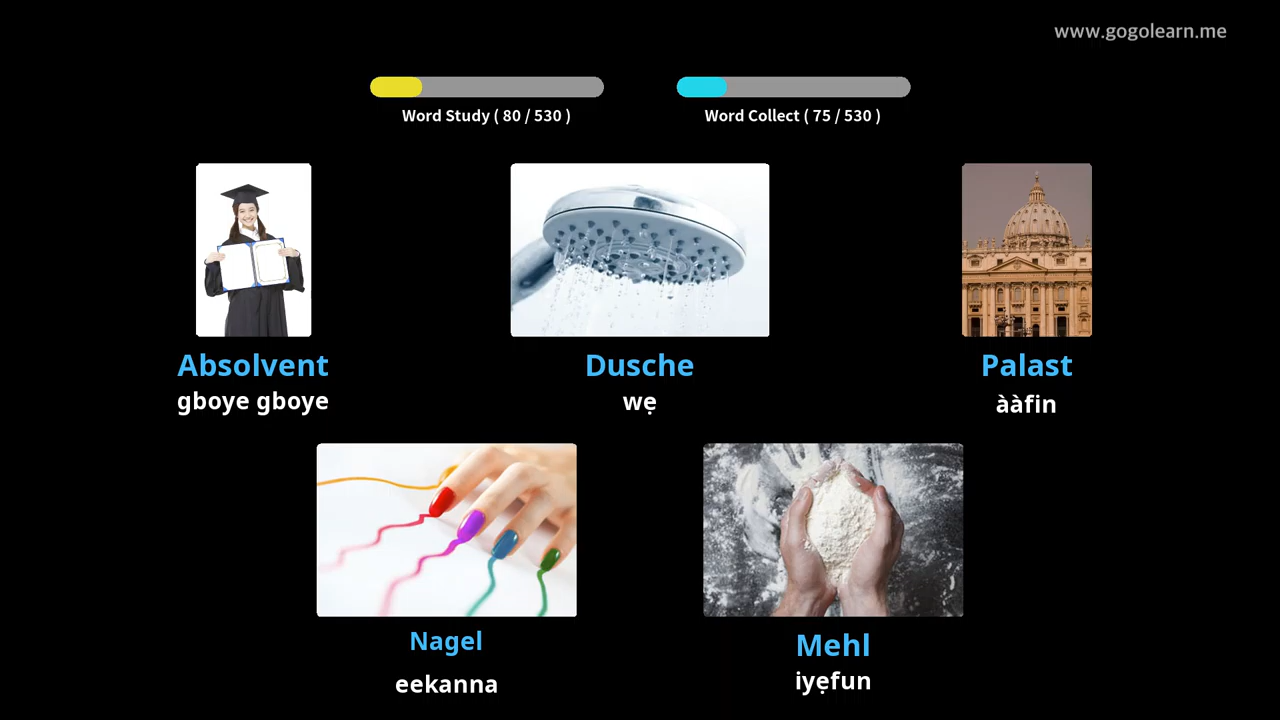 www.gogolearn.me
Word Study ( 80 / 530 )
Word Collect ( 75 / 530 )
Absolvent
gboye gboye
Dusche
wẹ
Palast
ààfin
Nagel
eekanna
Mehl
iyẹfun